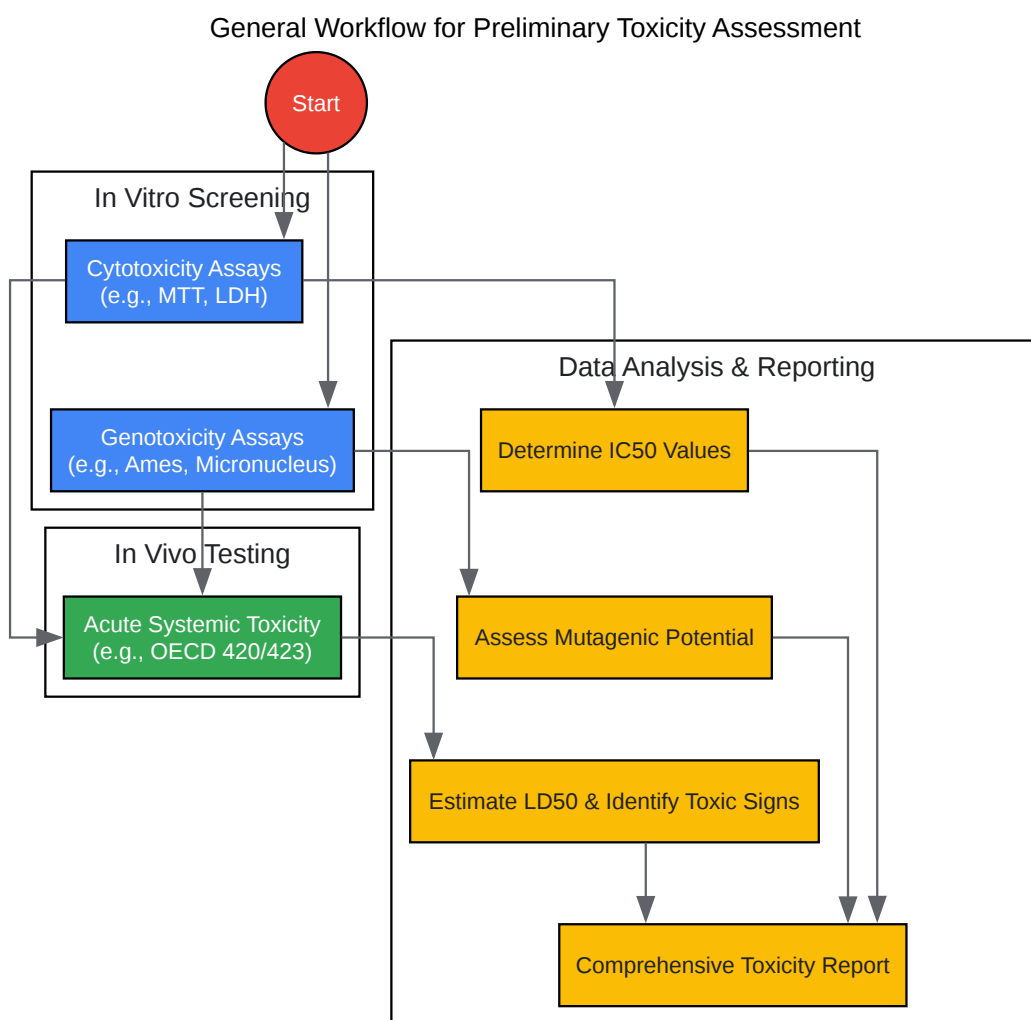 General Workflow for Preliminary Toxicity Assessment
Start
In Vitro Screening
Cytotoxicity Assays
(e.g., MTT, LDH)
Genotoxicity Assays
(e.g., Ames, Micronucleus)
In Vivo Testing
Acute Systemic Toxicity
(e.g., OECD 420/423)
Data Analysis & Reporting
Determine IC50 Values
Assess Mutagenic Potential
Estimate LD50 & Identify Toxic Signs
Comprehensive Toxicity Report